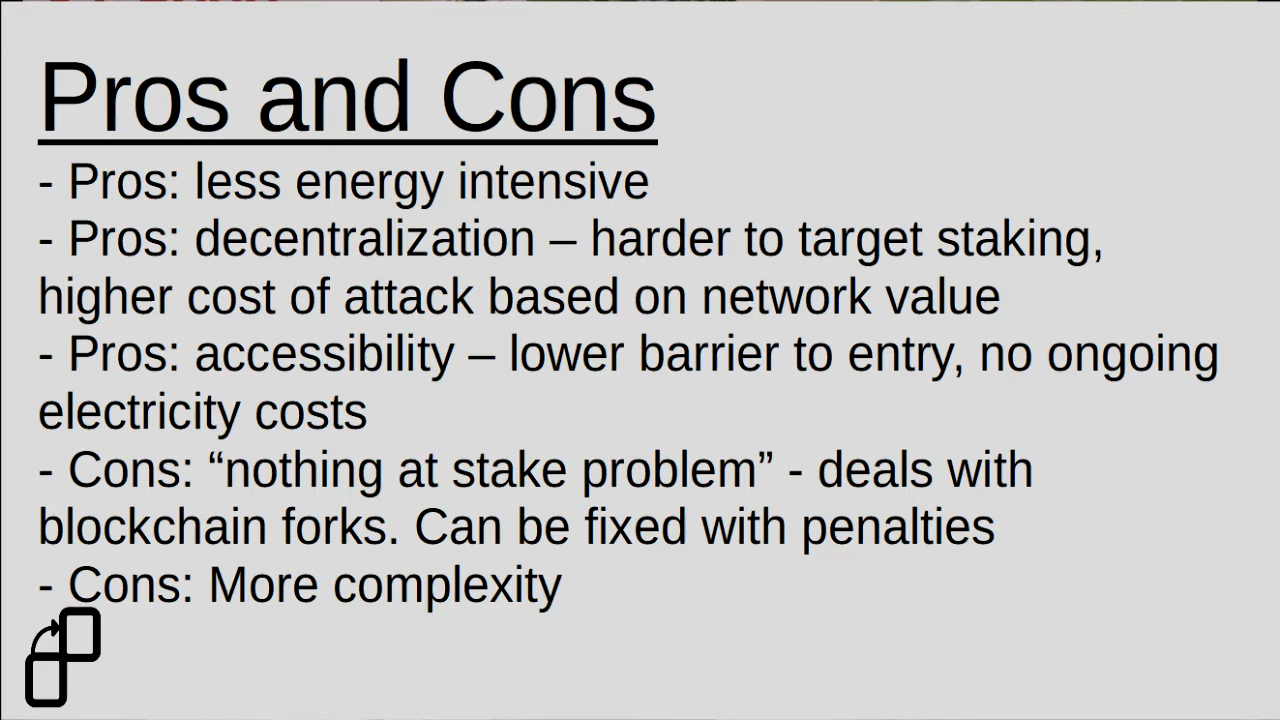 Pros and Cons
- Pros: less energy intensive
- Pros: decentralization – harder to target staking,
higher cost of attack based on network value
- Pros: accessibility – lower barrier to entry, no ongoing
electricity costs
- Cons: “nothing at stake problem” - deals with
blockchain forks. Can be fixed with penalties
- Cons: More complexity